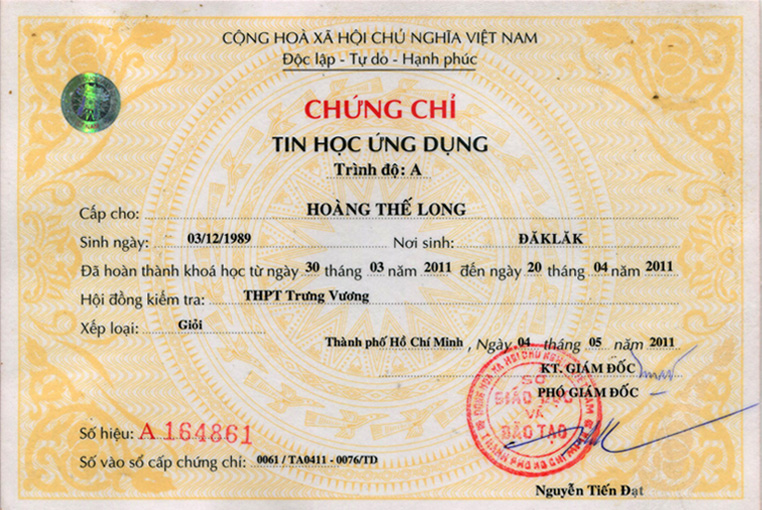 CỘNG HOÀ XÃ HỘI CHỦ NGHĨA VIỆT NAM
Độc lập - Tự do - Hạnh phúc
CHỨNG CHỈ
TIN HỌC ỨNG DỤNG
Trình độ: A
Cấp cho: HOÀNG THẾ LONG
Sinh ngày: 03/12/1989 Nơi sinh: ĐĂKLĂK
Đã hoàn thành khoá học từ ngày 30 tháng 03 năm 2011 đến ngày 20 tháng 04 năm 2011
Hội đồng kiểm tra: THPT Trưng Vương
Xếp loại: Giỏi
Thành phố Hồ Chí Minh, Ngày 04 tháng 05 năm 2011
KT. GIÁM ĐỐC
PHÓ GIÁM ĐỐC
SỞ
GIÁO DỤC
VÀ
ĐÀO TẠO
Số hiệu: A 164861
Số vào sổ cấp chứng chỉ: 0061 / TA0411 - 0076/TD
Nguyễn Tiến Đạt